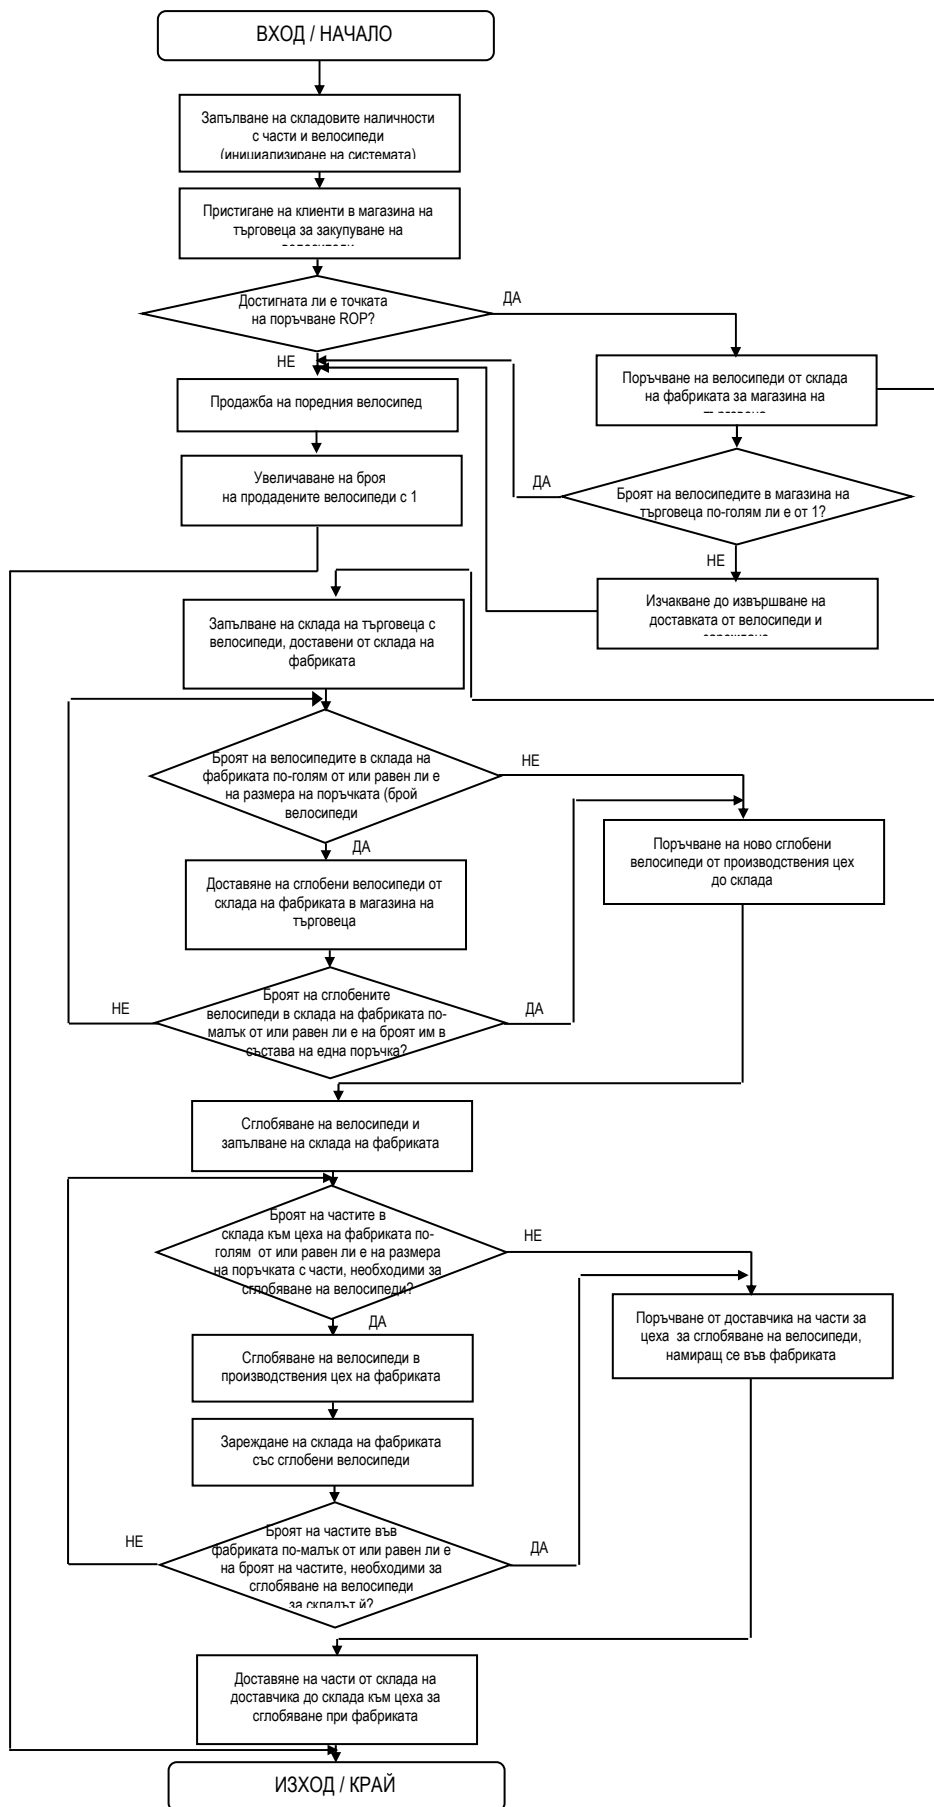 ВХОД / НАЧАЛО
Запълване на складовите наличности
с части и велосипеди
(инициализиране на системата)
Пристигане на клиенти в магазина на
търговеца за закупуване на
Достигната ли е точката
на поръчване ROP?
ДА
НЕ
Поръчване на велосипеди от склада
на фабриката за магазина на
Продажба на поредния велосипед
Увеличаване на броя
на продадените велосипеди с 1
ДА
Броят на велосипедите в магазина на
търговеца по-голям ли е от 1?
НЕ
Изчакване до извършване на
доставката от велосипеди и
Запълване на склада на търговеца с
велосипеди, доставени от склада на
фабриката
Броят на велосипедите в склада на
фабриката по-голям от или равен ли е
на размера на поръчката (брой
велосипеди
НЕ
ДА
Поръчване на ново сглобени
велосипеди от производствения цех
до склада
Доставяне на сглобени велосипеди от
склада на фабриката в магазина на
търговеца
НЕ
Броят на сглобените
велосипеди в склада на фабриката по-
малък от или равен ли е на броят им в
състава на една поръчка?
ДА
Сглобяване на велосипеди и
запълване на склада на фабриката
Броят на частите в
склада към цеха на фабриката по-
голям от или равен ли е на размера
на поръчката с части, необходими за
сглобяване на велосипеди?
НЕ
ДА
Поръчване от доставчика на части за
цеха за сглобяване на велосипеди,
намиращ се във фабриката
Сглобяване на велосипеди в
производствения цех на фабриката
Зареждане на склада на фабриката
със сглобени велосипеди
НЕ
Броят на частите във
фабриката по-малък от или равен ли е
на броят на частите, необходими за
сглобяване на велосипеди
за складът й?
ДА
Доставяне на части от склада на
доставчика до склада към цеха за
сглобяване при фабриката
ИЗХОД / КРАЙ